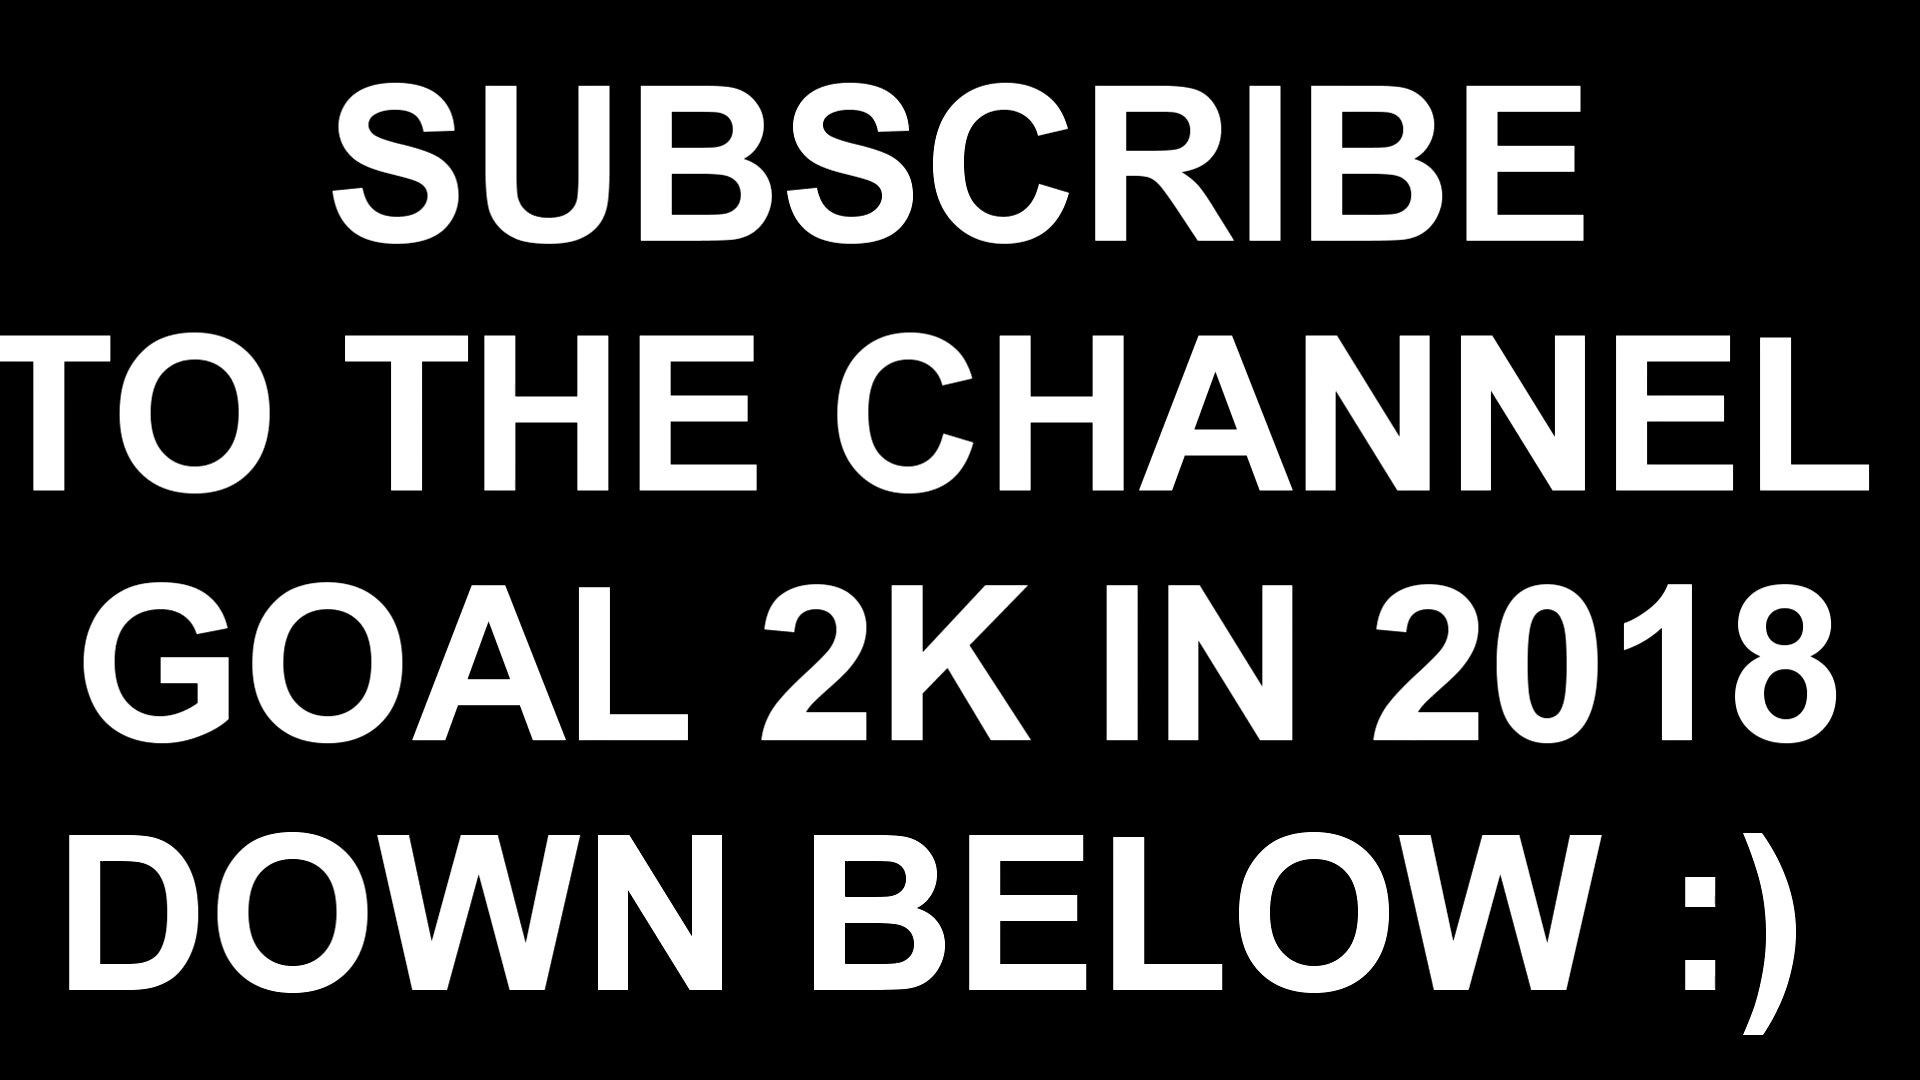 SUBSCRIBE
TO THE CHANNEL
GOAL 2K IN 2018
DOWN BELOW :)